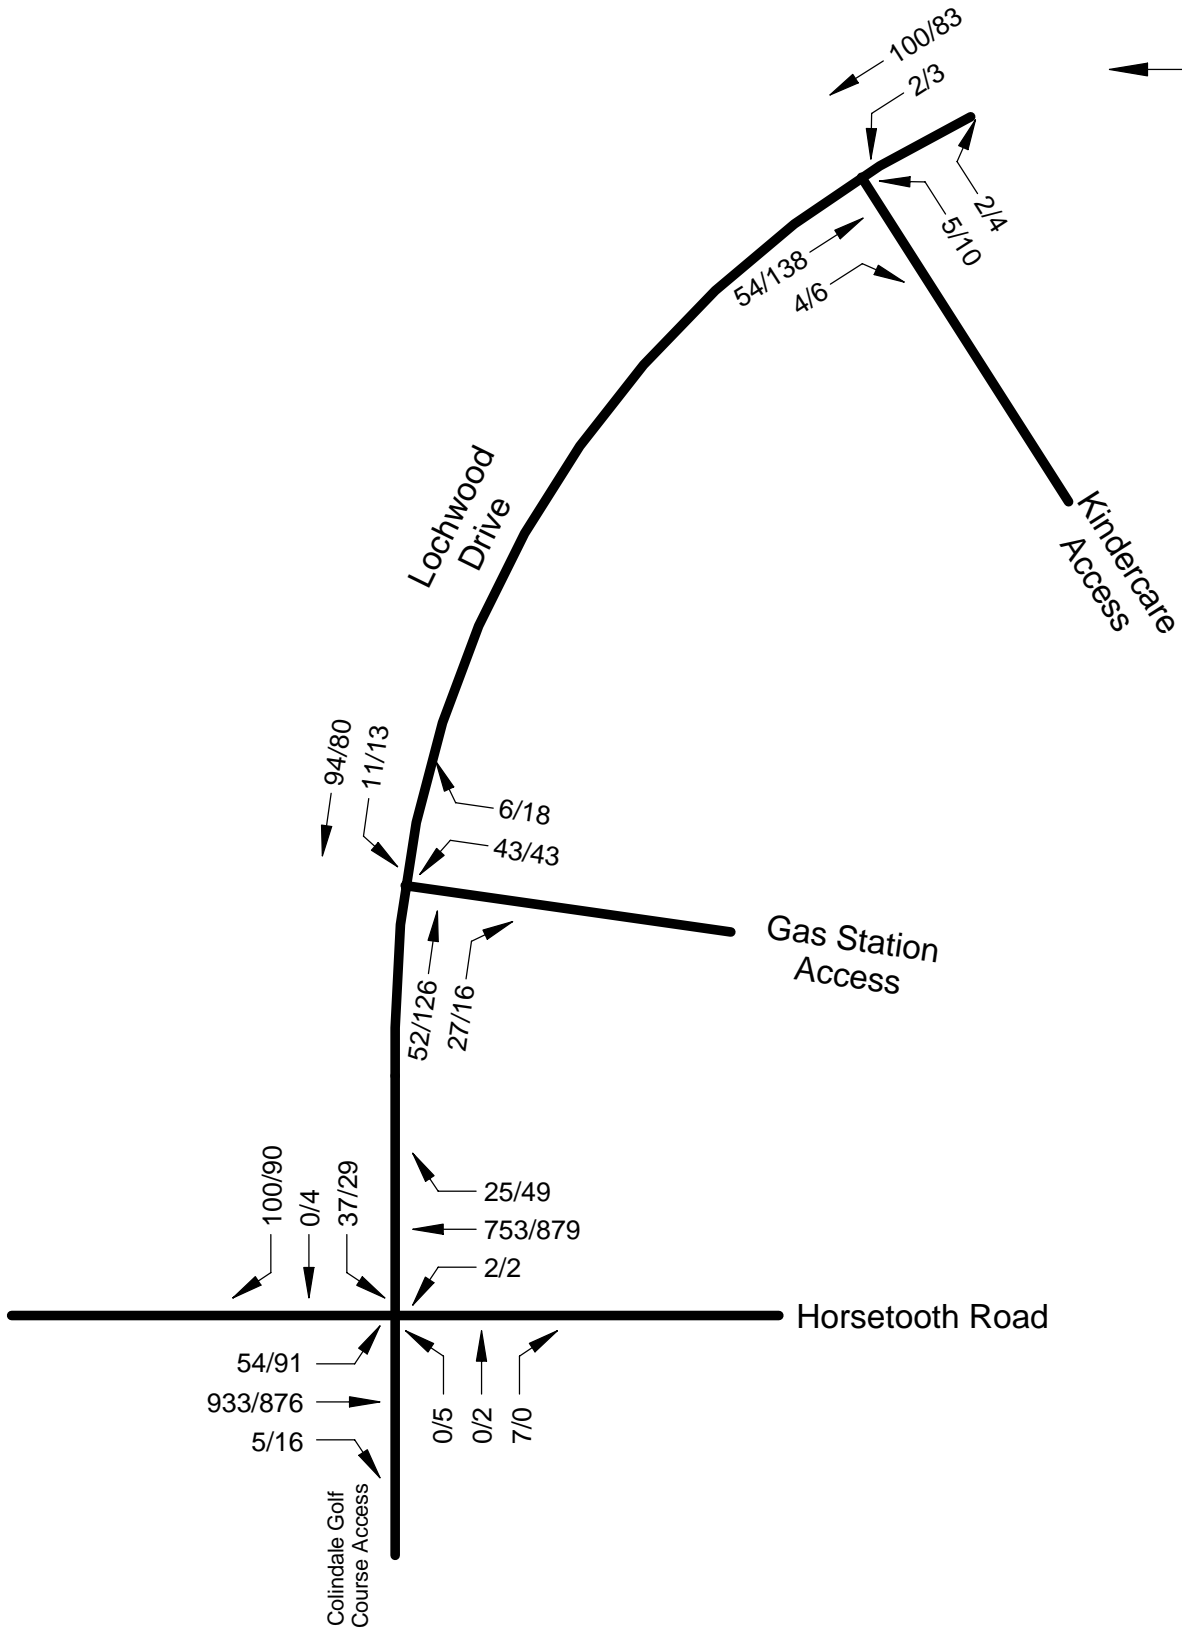 100/83
2/3
2/4
5/10
54/138
4/6
Kindercare
Access
Lochwood
Drive
94/80
11/13
6/18
43/43
Gas Station
Access
52/126
27/16
100/90
0/4
37/29
25/49
753/879
2/2
Horsetooth Road
54/91
933/876
5/16
0/5
0/2
7/0
Colindale Golf
Course Access